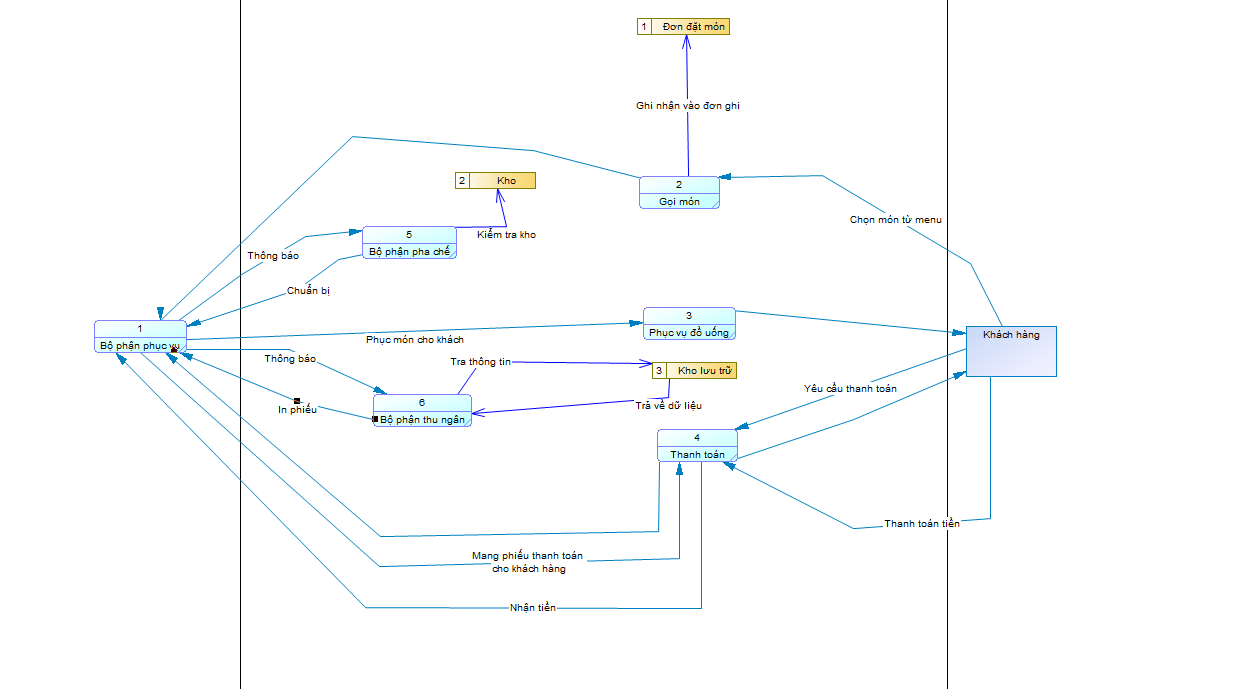 1 Đơn đặt món
Ghi nhận vào đơn ghi
2 Kho
2
Gọi món
Chọn món từ menu
Kiểm tra kho
5
Bộ phận pha chế
Thông báo
Chuẩn bị
1
Bộ phận phục vụ
3
Phục vụ đồ uống
Khách hàng
Phục món cho khách
Thông báo
Tra thông tin
3 Kho lưu trữ
Yêu cầu thanh toán
6
Bộ phận thu ngân
In phiếu
Trả về dữ liệu
4
Thanh toán
Thanh toán tiền
Mang phiếu thanh toán
cho khách hàng
Nhận tiền